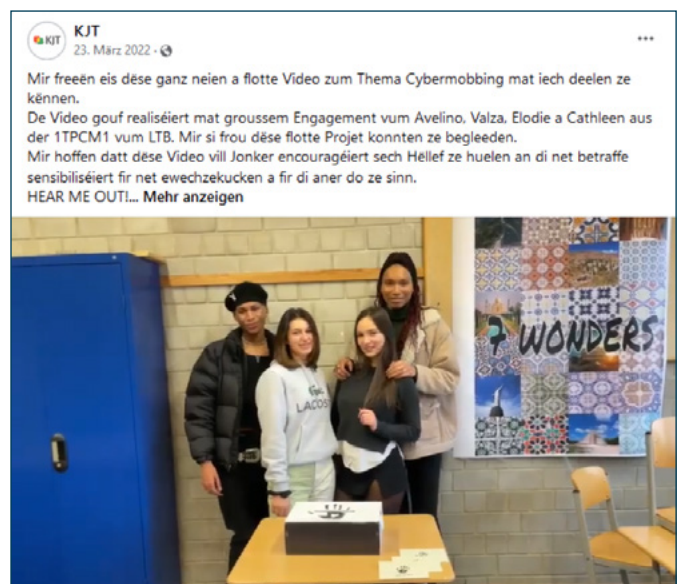 KJT
KJT
23. März 2022 ·
Mir freeën eis dëse ganz neien a flotte Video zum Thema Cybermobbing mat iech deelen ze
kënnen.
De Video gouf realiséiert mat groussem Engagement vum Avelino, Valza, Elodie a Cathleen aus
der 1TPCM1 vum LTB. Mir si frou dëse flotte Projet konnten ze begleeden.
Mir hoffen datt dëse Video vill Jonker encouragéiert sech Hëllef ze huelen an di net betraffe
sensibiliséiert fir net ewechzekucken a fir di aner do ze sinn.
HEAR ME OUT!... Mehr anzeigen
7 WONDERS
LACOSTE